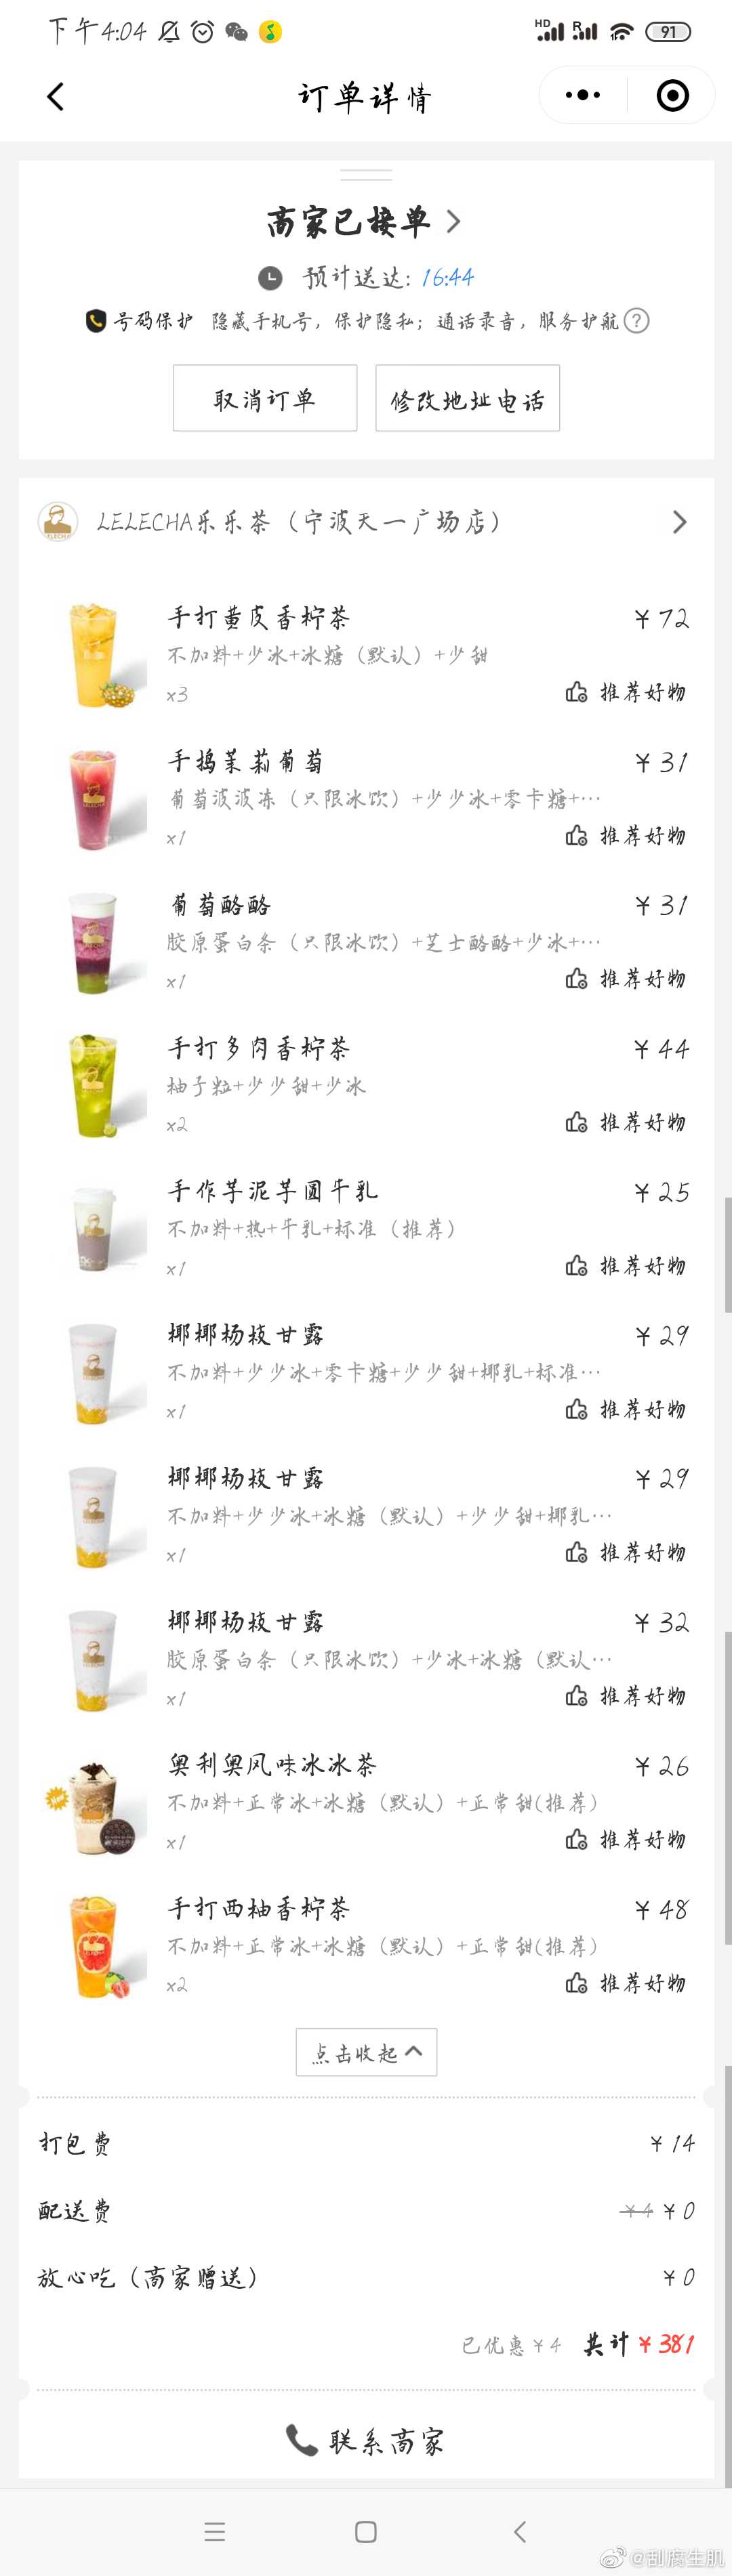 下午4:04 HD R 91
订单详情
商家已接单
预计送达: 16:44
号码保护 隐藏手机号，保护隐私；通话录音，服务护航 ?
取消订单 修改地址电话
LELECHA乐乐茶（宁波天一广场店）
手打黄皮香柠茶 ¥72
不加料+少冰+冰糖（默认）+少甜
x3 推荐好物
手捣茉莉葡萄 ¥31
葡萄波波冻（只限冰饮）+少少冰+零卡糖+…
x1 推荐好物
葡萄酪酪 ¥31
胶原蛋白条（只限冰饮）+芝士酪酪+少冰+…
x1 推荐好物
手打多肉香柠茶 ¥44
柚子粒+少少甜+少冰
x2 推荐好物
手作芋泥芋圆牛乳 ¥25
不加料+热+牛乳+标准（推荐）
x1 推荐好物
椰椰杨枝甘露 ¥29
不加料+少少冰+零卡糖+少少甜+椰乳+标准…
x1 推荐好物
椰椰杨枝甘露 ¥29
不加料+少少冰+冰糖（默认）+少少甜+椰乳…
x1 推荐好物
椰椰杨枝甘露 ¥32
胶原蛋白条（只限冰饮）+少冰+冰糖（默认…
x1 推荐好物
奥利奥风味冰冰茶 ¥26
不加料+正常冰+冰糖（默认）+正常甜(推荐）
x1 推荐好物
手打西柚香柠茶 ¥48
不加料+正常冰+冰糖（默认）+正常甜(推荐）
x2 推荐好物
点击收起
打包费 ¥14
配送费 ¥4 ¥0
放心吃（商家赠送） ¥0
已优惠¥4 共计¥381
联系商家
@刮腐生肌